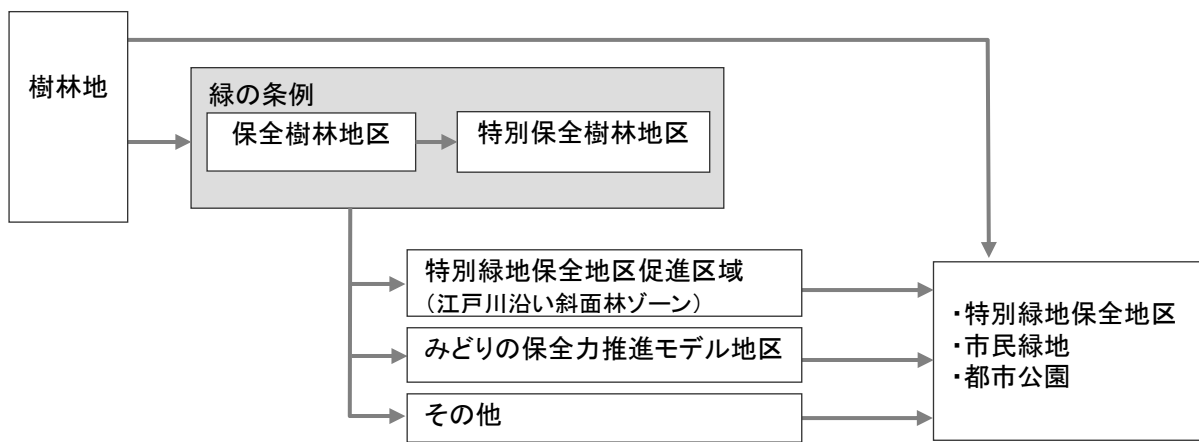 樹林地
緑の条例
保全樹林地区
特別保全樹林地区
特別緑地保全地区促進区域
（江戸川沿い斜面林ゾーン）
みどりの保全力推進モデル地区
その他
・特別緑地保全地区
・市民緑地
・都市公園